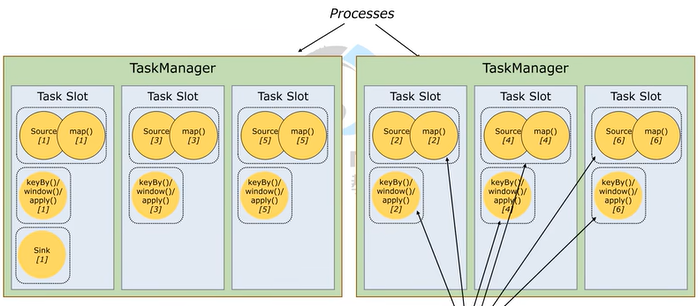 Processes
TaskManager
Task Slot
Source
[1]
map()
[1]
keyBy()/
window()/
apply()
[1]
Sink
[1]
Task Slot
Source
[3]
map()
[3]
keyBy()/
window()/
apply()
[3]
Task Slot
Source
[5]
map()
[5]
keyBy()/
window()/
apply()
[5]
TaskManager
Task Slot
Source
[2]
map()
[2]
keyBy()/
window()/
apply()
[2]
Task Slot
Source
[4]
map()
[4]
keyBy()/
window()/
apply()
[4]
Task Slot
Source
[6]
map()
[6]
keyBy()/
window()/
apply()
[6]